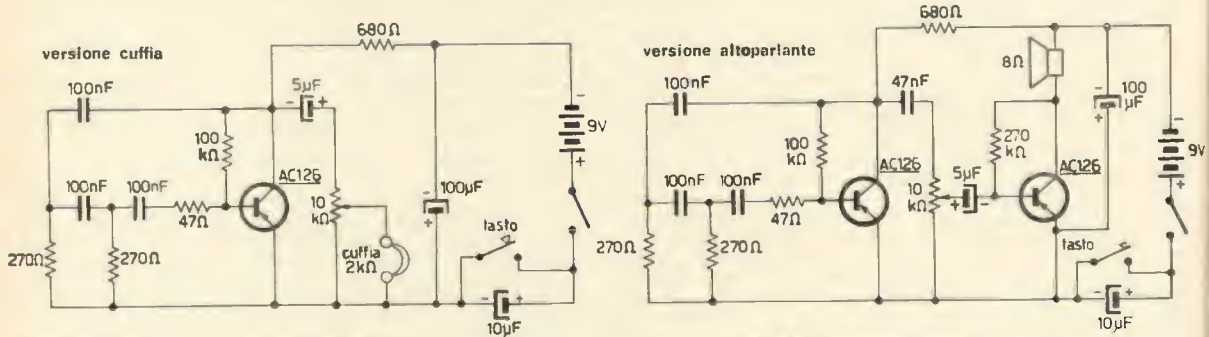 versione cuffia
680Ω
100nF
5µF
- +
100
kΩ
AC126
100nF
100nF
47Ω
10
kΩ
270Ω
270Ω
cuffia
2kΩ
-
100µF
+
-
9V
+
tasto
- +
10µF
versione altoparlante
680Ω
8Ω
100nF
47nF
-
100
µF
+
100
kΩ
270
kΩ
AC126
AC126
100nF
100nF
47Ω
10
kΩ
5µF
+ -
270Ω
270Ω
-
9V
+
tasto
- +
10µF